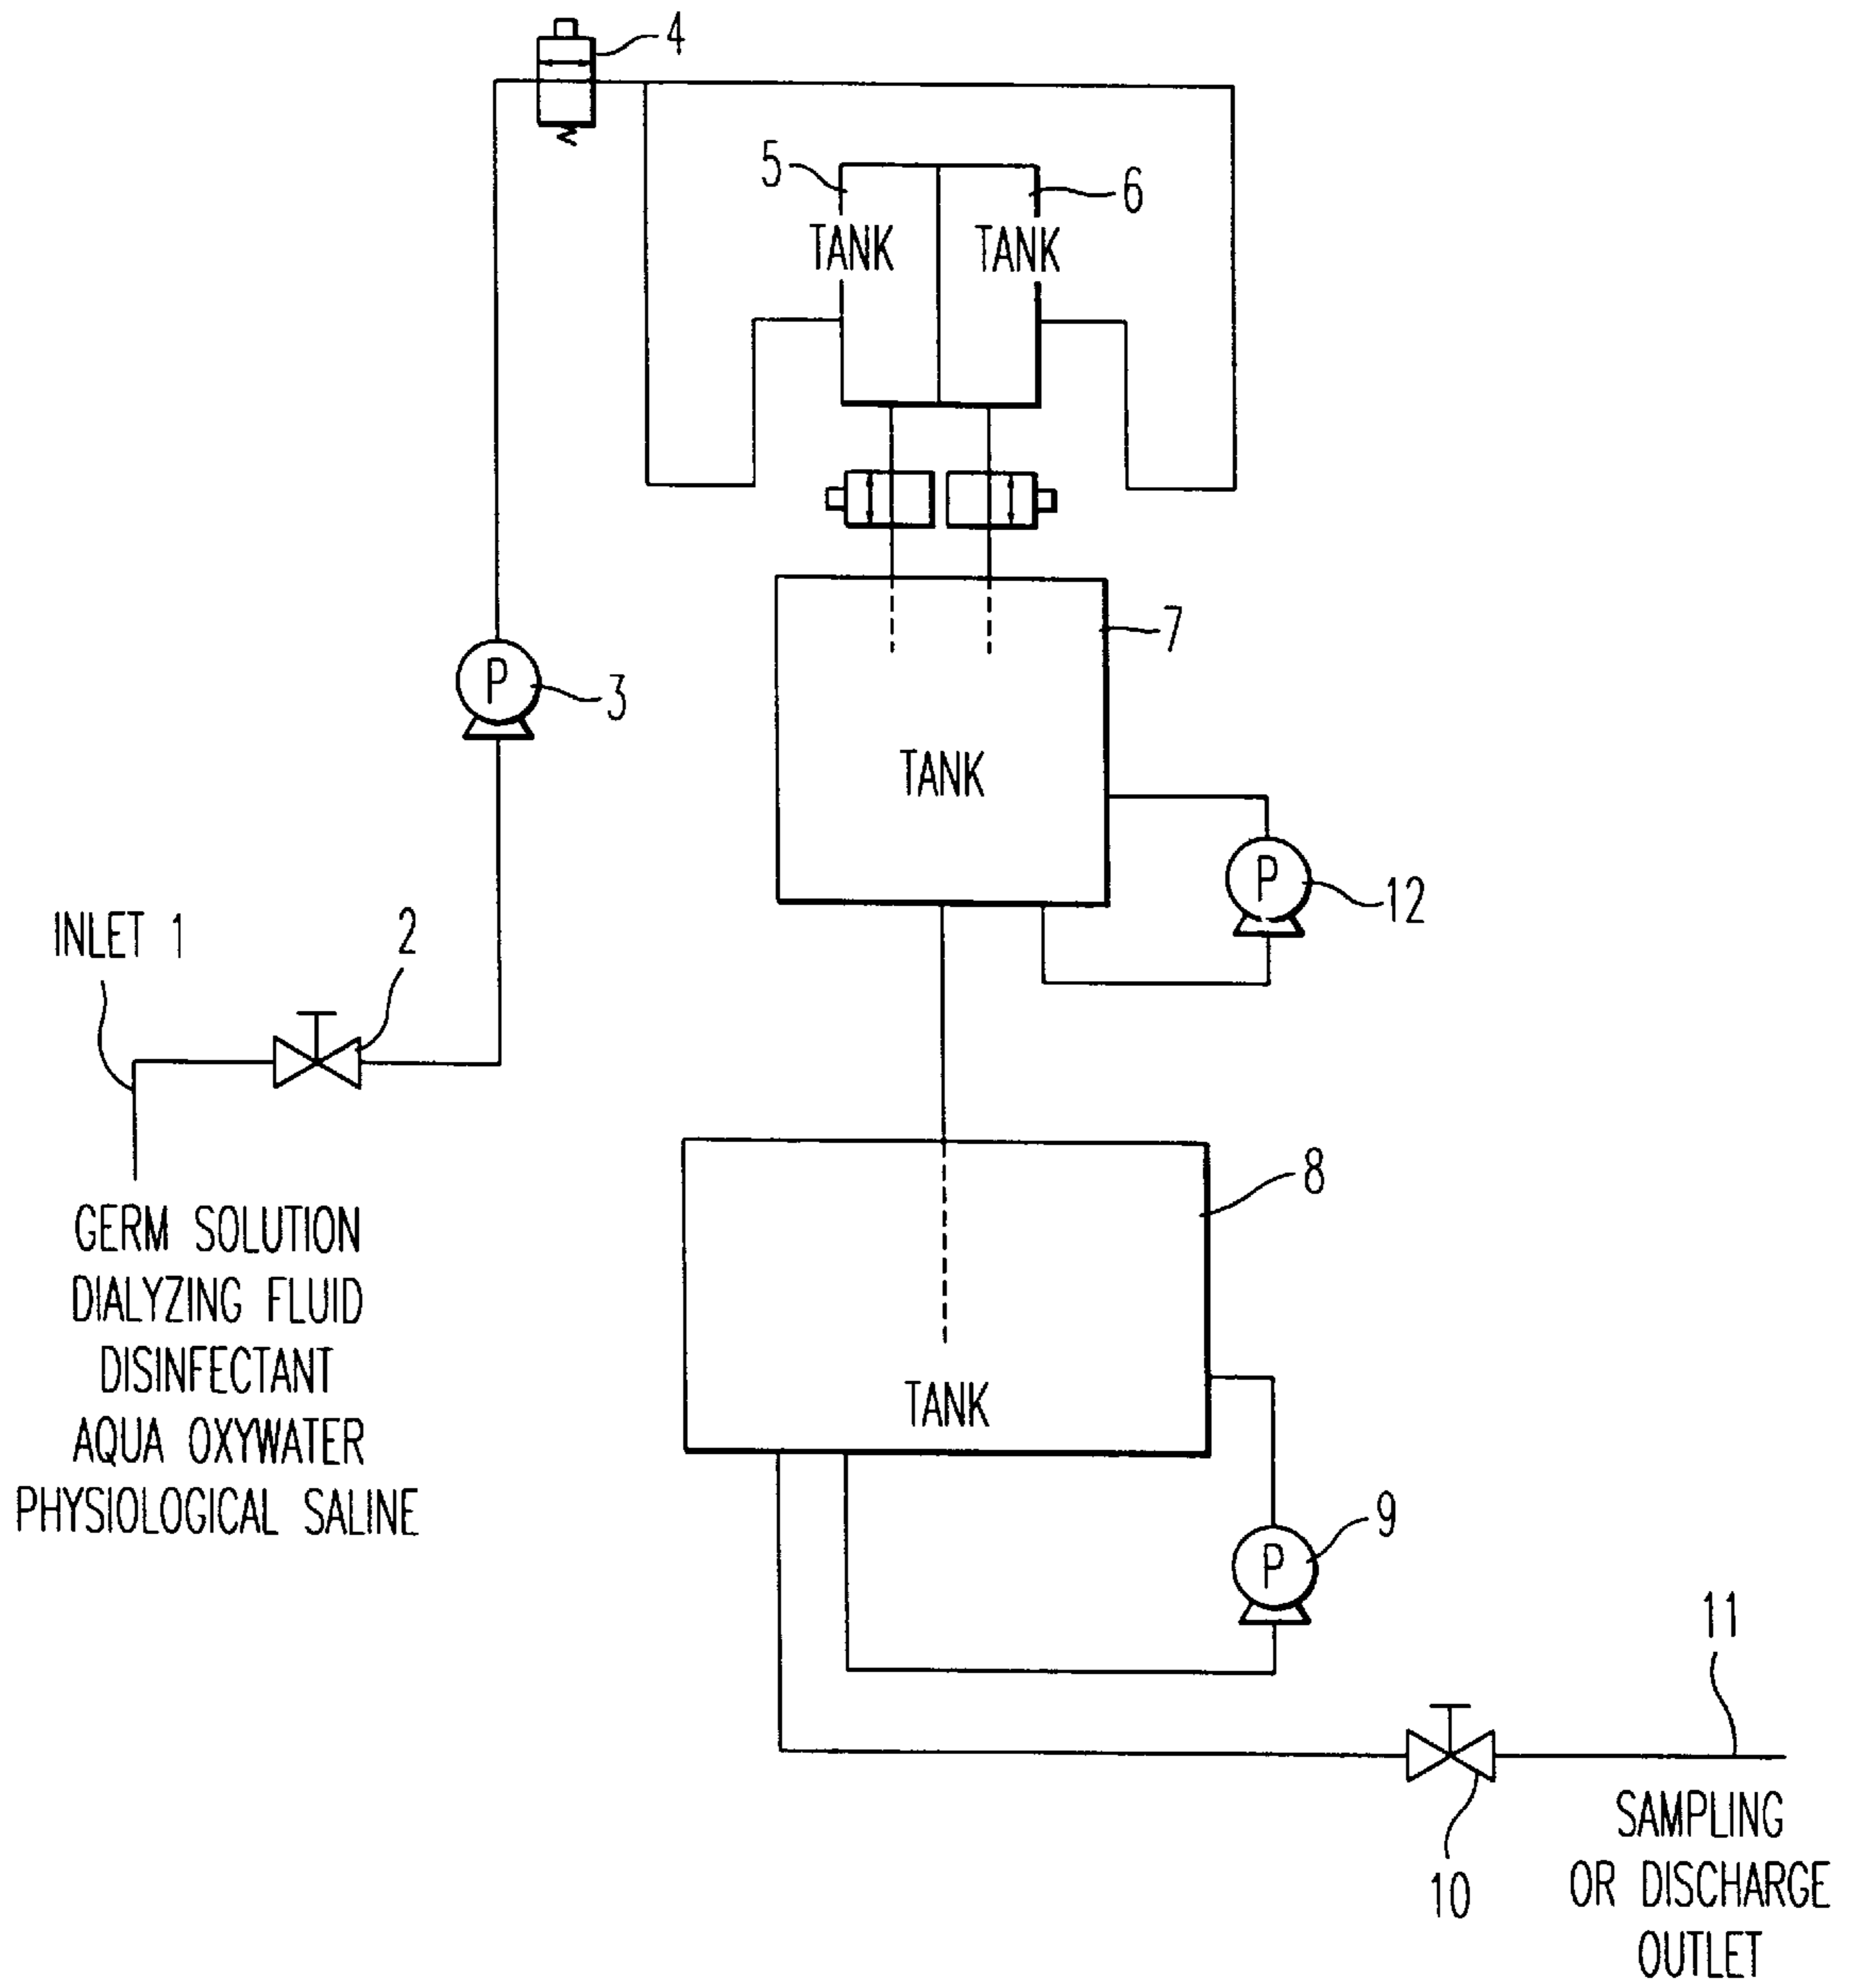 4
5
6
TANK
TANK
7
P
3
TANK
P
12
INLET 1
2
8
GERM SOLUTION
DIALYZING FLUID
DISINFECTANT
AQUA OXYWATER
PHYSIOLOGICAL SALINE
TANK
P
9
11
10
SAMPLING
OR DISCHARGE
OUTLET